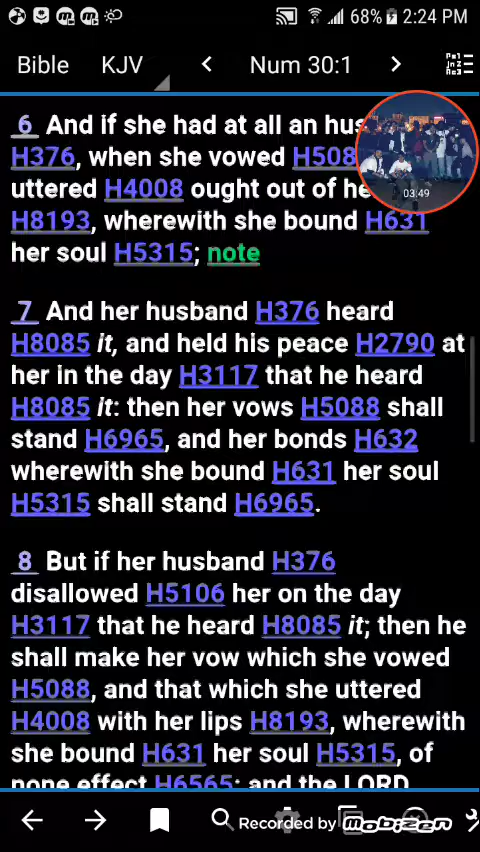 68% 2:24 PM
Bible KJV < Num 30:1 >
03:49
6 And if she had at all an
H376, when she vowed
uttered H4008 ought out of
H8193, wherewith she bound H631
her soul H5315; note
7 And her husband H376 heard
H8085 it, and held his peace H2790 at
her in the day H3117 that he heard
H8085 it: then her vows H5088 shall
stand H6965, and her bonds H632
wherewith she bound H631 her soul
H5315 shall stand H6965.
8 But if her husband H376
disallowed H5106 her on the day
H3117 that he heard H8085 it; then he
shall make her vow which she vowed
H5088, and that which she uttered
H4008 with her lips H8193, wherewith
she bound H631 her soul H5315, of
none effect H6565: and the LORD
Recorded by mobizen